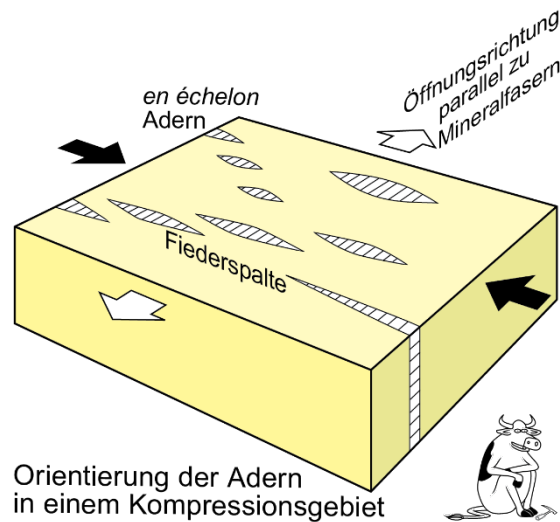 en échelon
Adern
Öffnungsrichtung
parallel zu
Mineralfasern
Fiederspalte
Orientierung der Adern
in einem Kompressionsgebiet